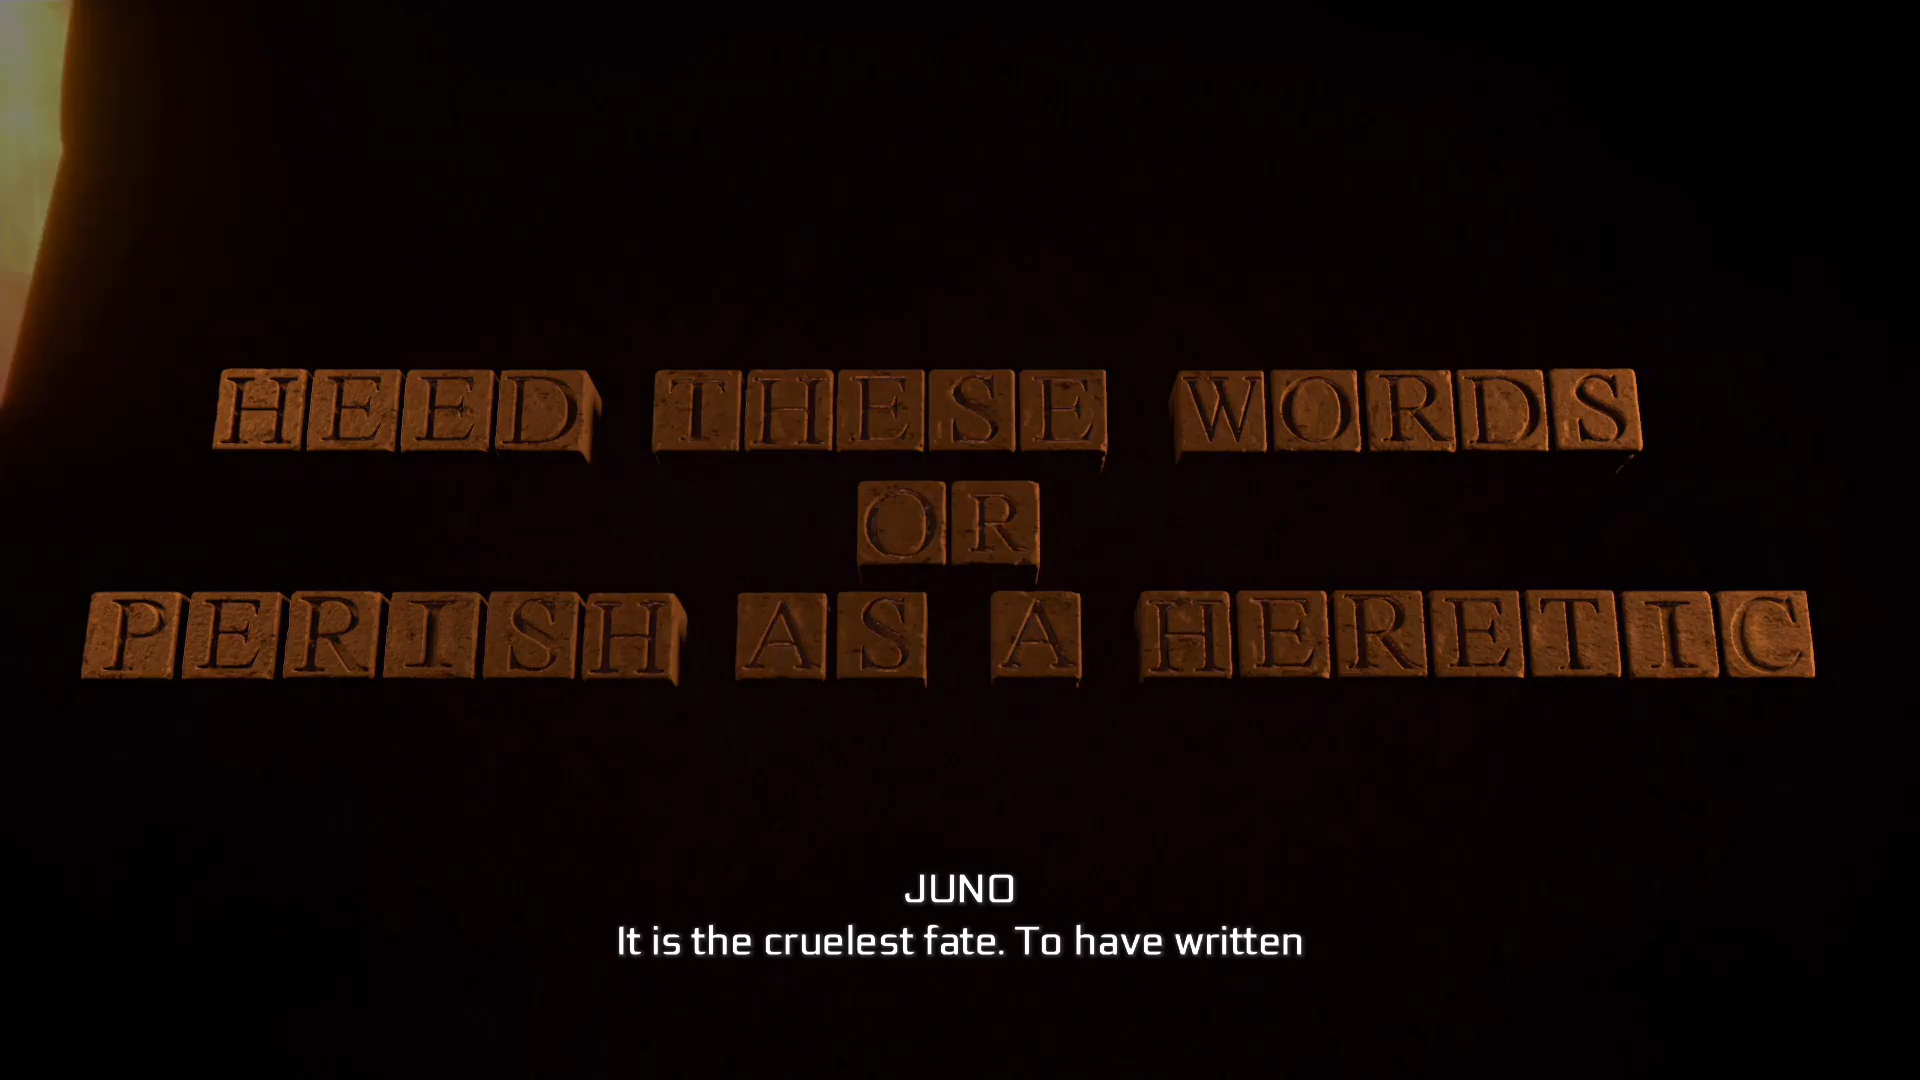 HEED THESE WORDS
OR
PERISH AS A HERETIC
JUNO
It is the cruelest fate. To have written